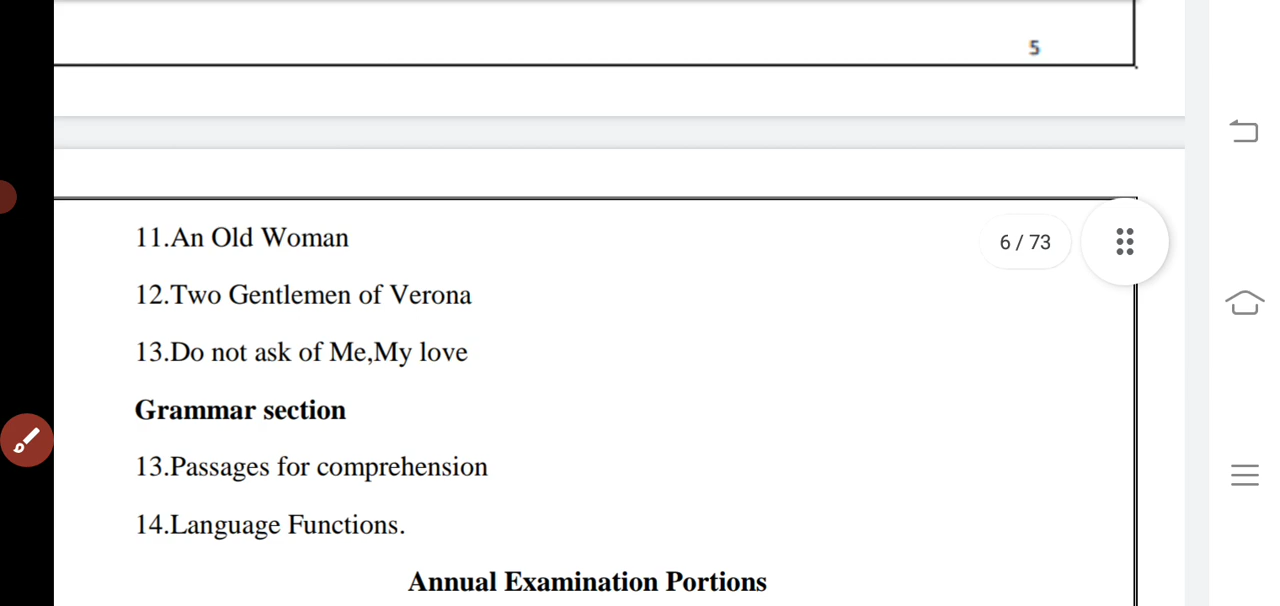 5
11.An Old Woman
6 / 73
12.Two Gentlemen of Verona
13.Do not ask of Me,My love
Grammar section
13.Passages for comprehension
14.Language Functions.
Annual Examination Portions